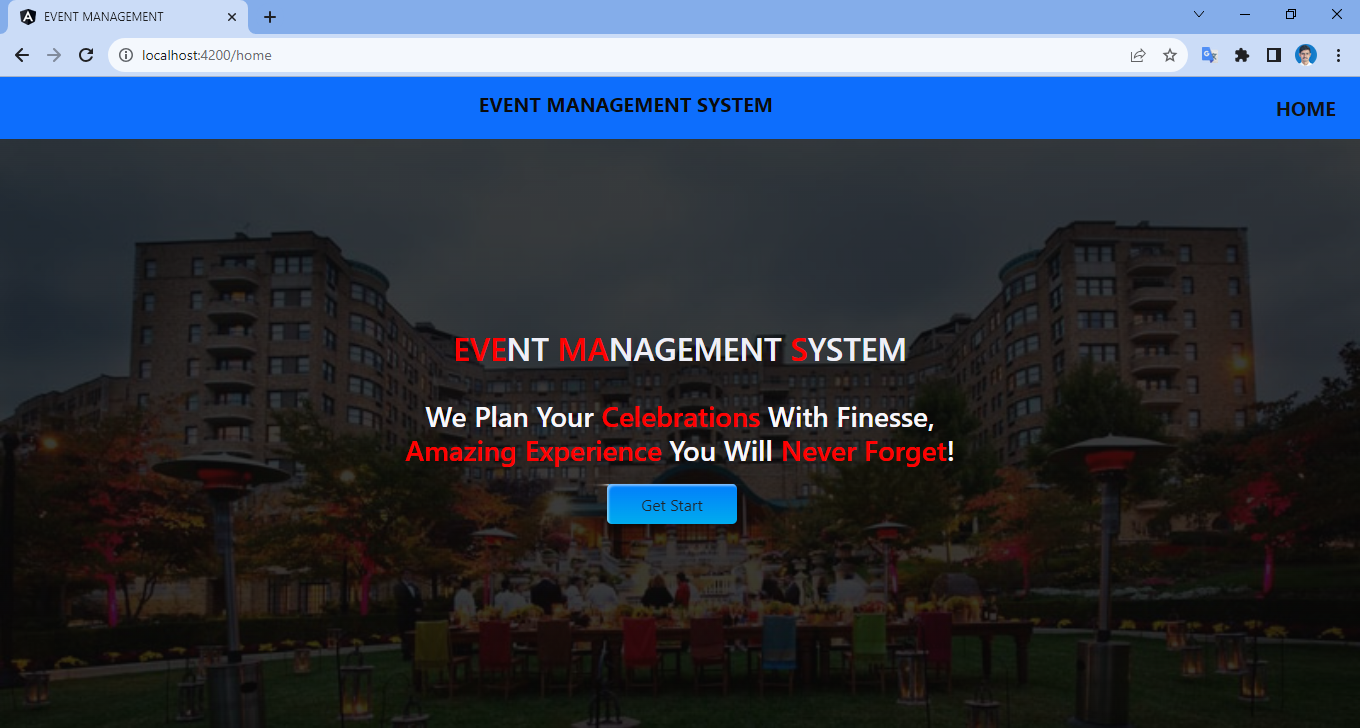 EVENT MANAGEMENT
localhost:4200/home
EVENT MANAGEMENT SYSTEM
HOME
EVENT MANAGEMENT SYSTEM
We Plan Your Celebrations With Finesse,
Amazing Experience You Will Never Forget!
Get Start